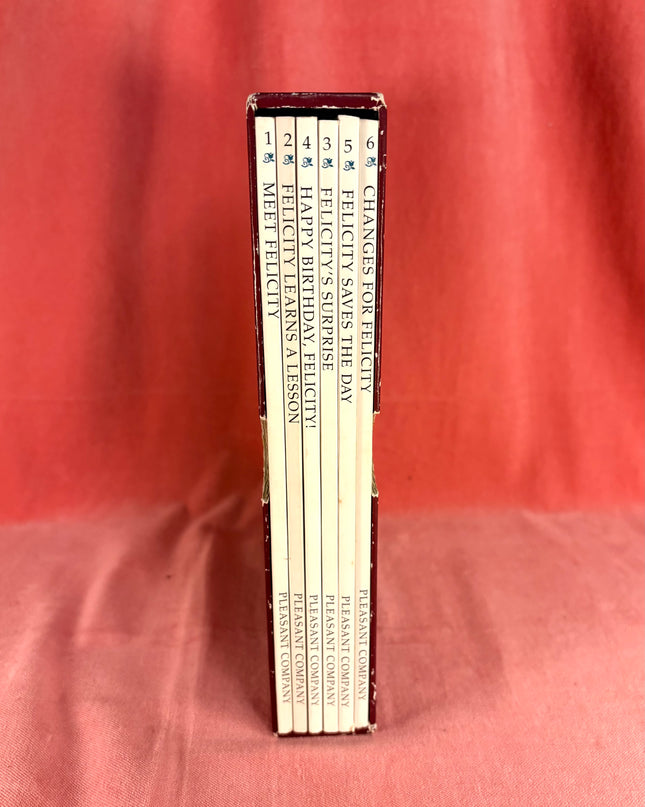 1 MEET FELICITY PLEASANT COMPANY
2 FELICITY LEARNS A LESSON PLEASANT COMPANY
4 HAPPY BIRTHDAY, FELICITY! PLEASANT COMPANY
3 FELICITY'S SURPRISE PLEASANT COMPANY
5 FELICITY SAVES THE DAY PLEASANT COMPANY
6 CHANGES FOR FELICITY PLEASANT COMPANY